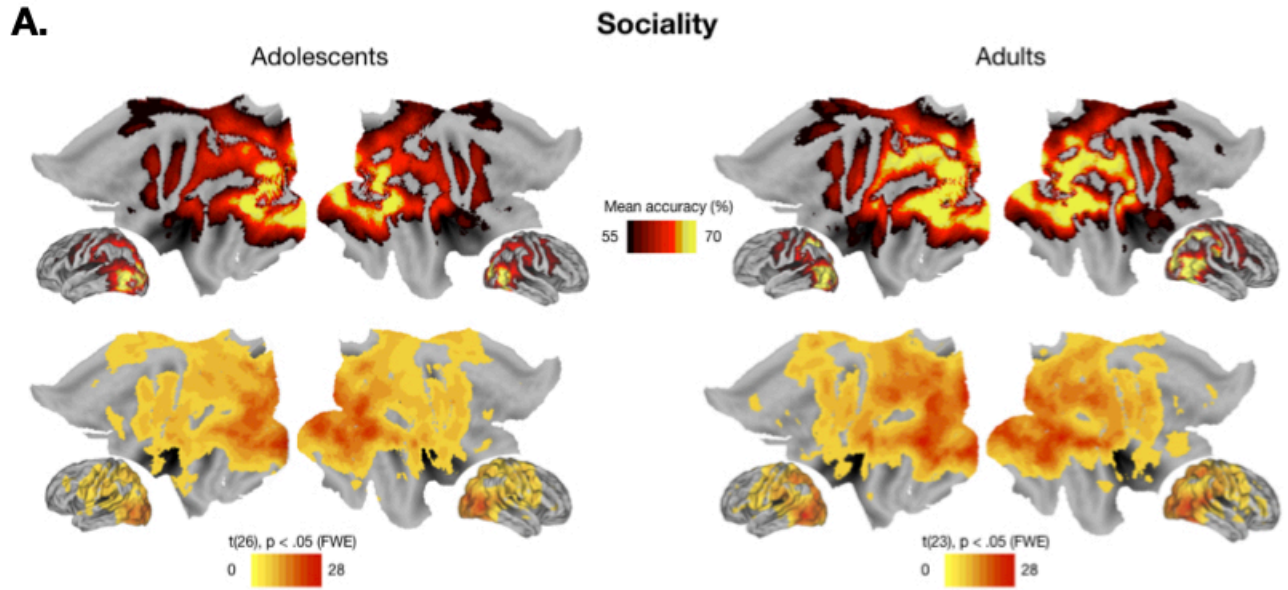 A.
Sociality
Adolescents
Adults
Mean accuracy (%)
55 70
t(26), p < .05 (FWE)
0 28
t(23), p < .05 (FWE)
0 28